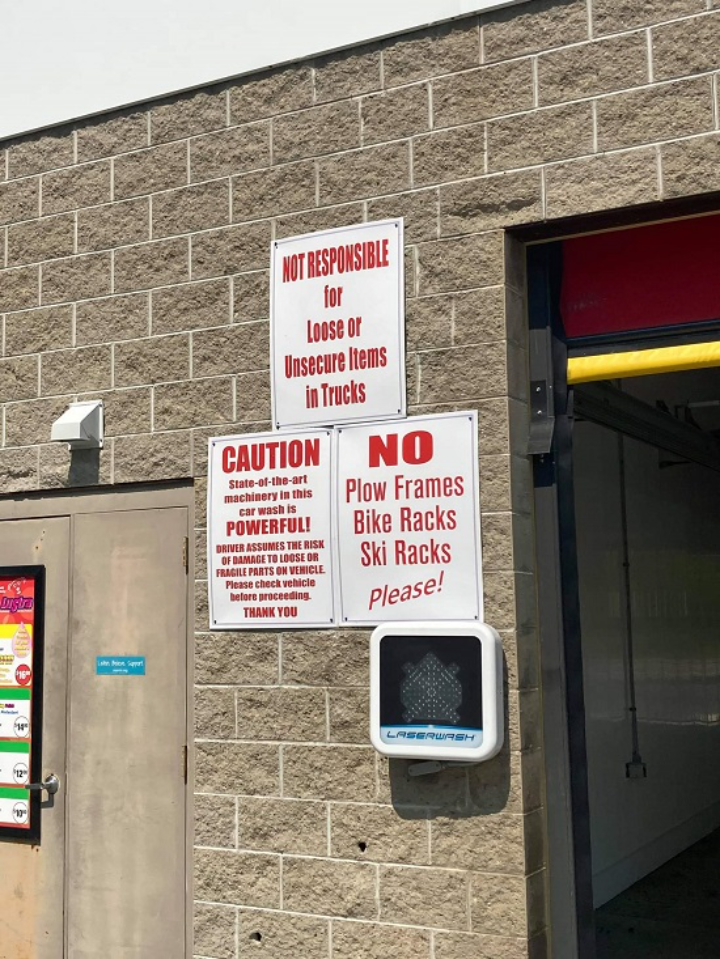 NOT RESPONSIBLE
for
Loose or
Unsecure Items
in Trucks
CAUTION
State-of-the-art
machinery in this
car wash is
POWERFUL!
DRIVER ASSUMES THE RISK
OF DAMAGE TO LOOSE OR
FRAGILE PARTS ON VEHICLE.
Please check vehicle
before proceeding.
THANK YOU
NO
Plow Frames
Bike Racks
Ski Racks
Please!
LASERWASH